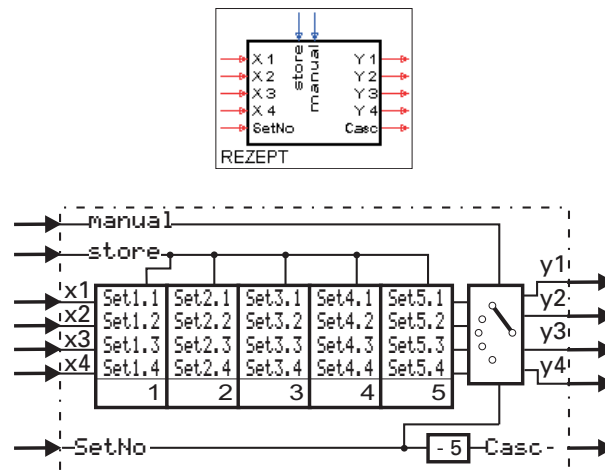 store manual
X 1 Y 1
X 2 Y 2
X 3 Y 3
X 4 Y 4
SetNo Casc
REZEPT
manual
store
y1
x1 Set1.1 Set2.1 Set3.1 Set4.1 Set5.1
y2
x2 Set1.2 Set2.2 Set3.2 Set4.2 Set5.2
y3
x3 Set1.3 Set2.3 Set3.3 Set4.3 Set5.3
x4 Set1.4 Set2.4 Set3.4 Set4.4 Set5.4
y4
1 2 3 4 5
SetNo - 5 Casc